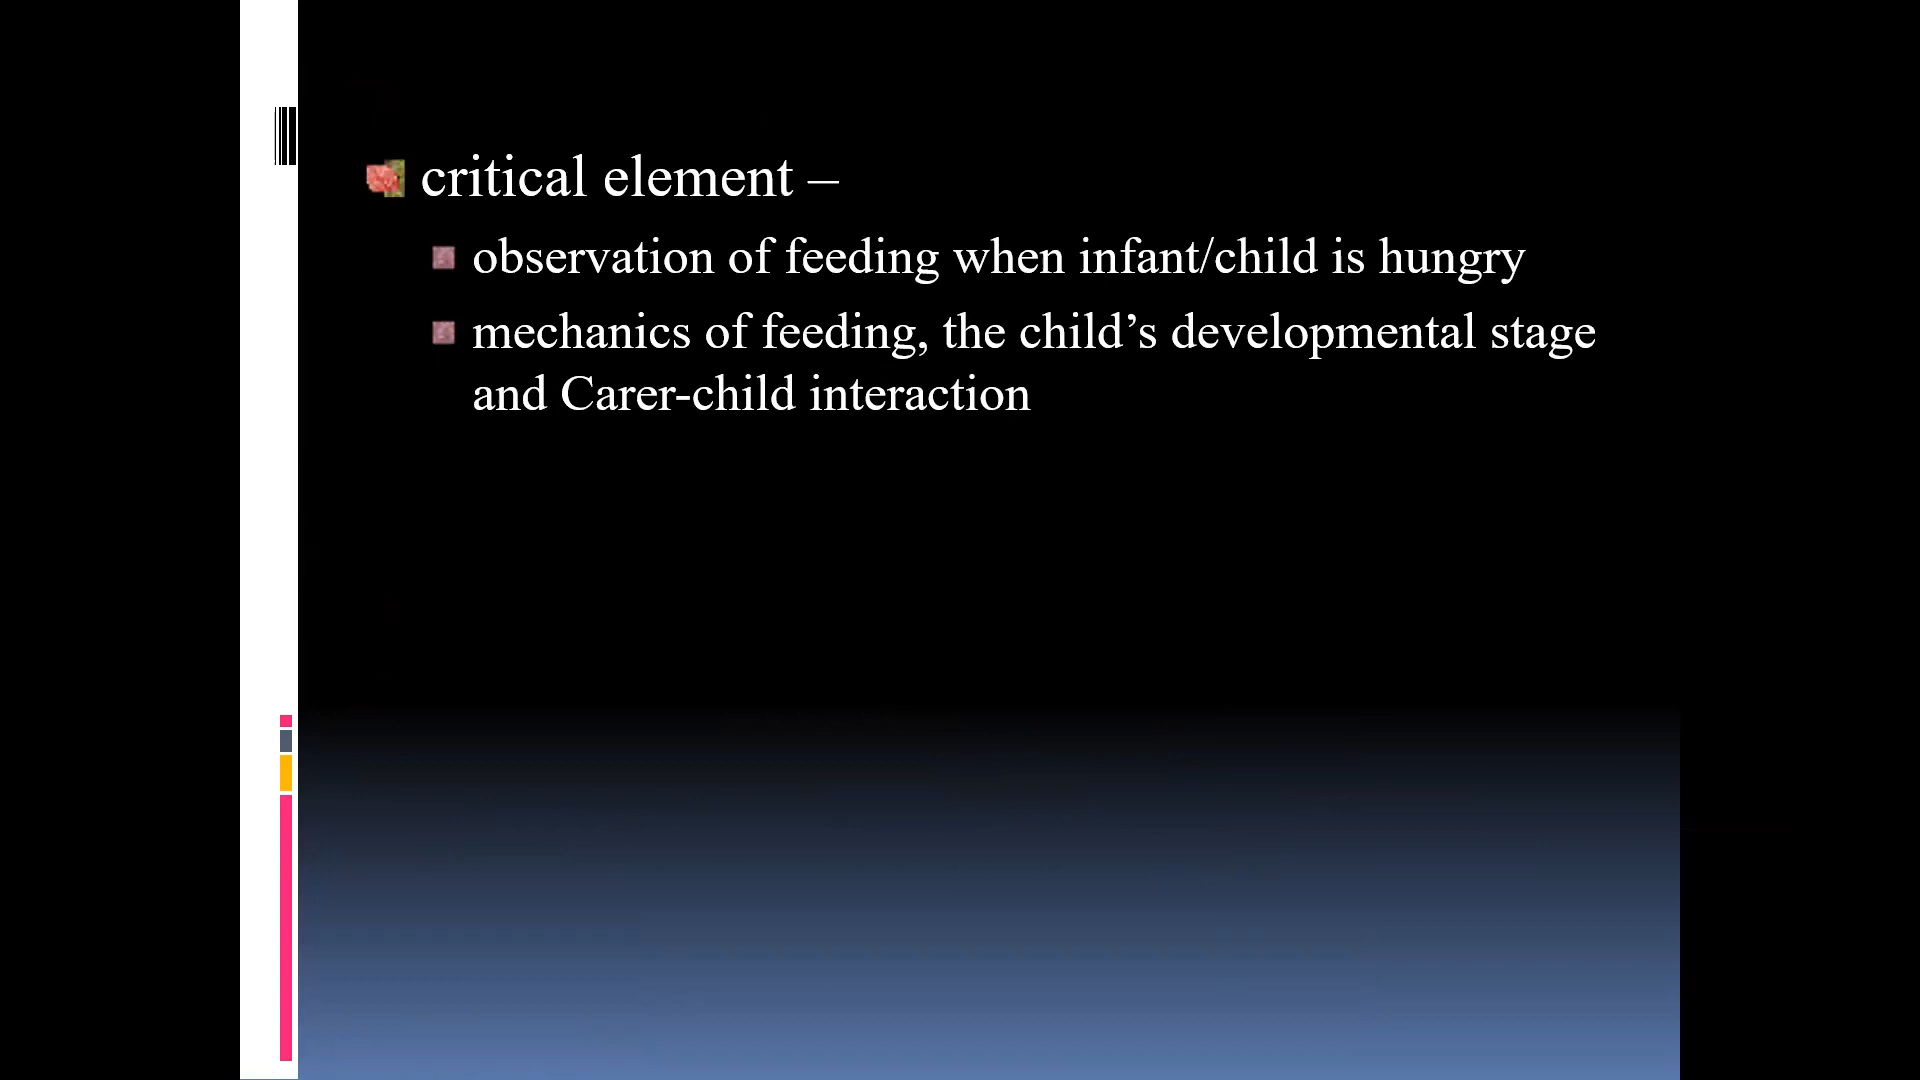 critical element –
observation of feeding when infant/child is hungry
mechanics of feeding, the child’s developmental stage
and Carer-child interaction